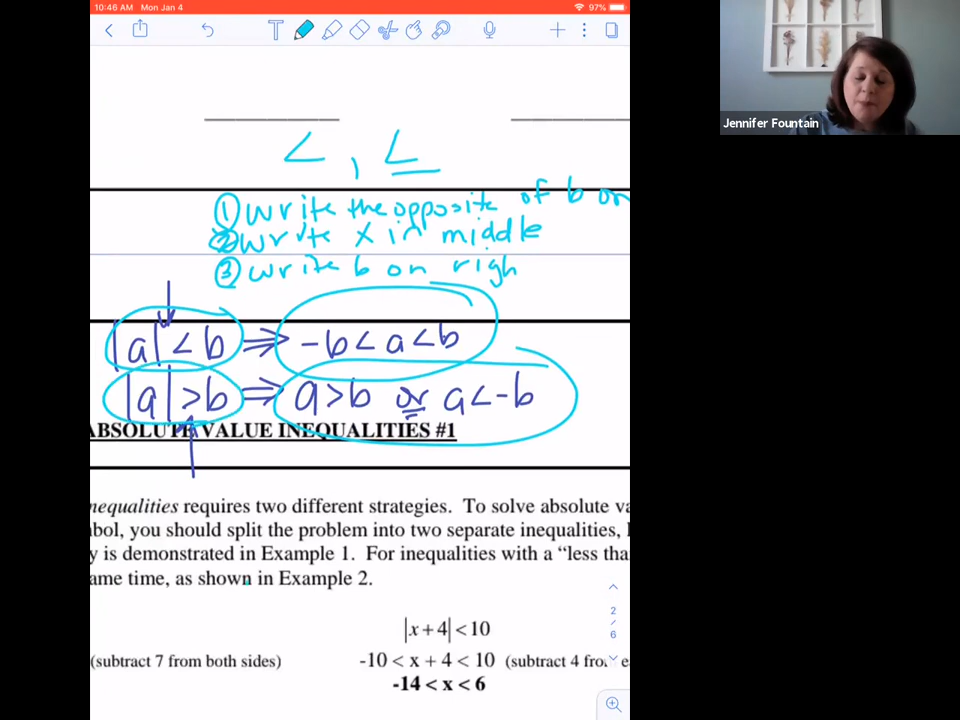 10:46 AM Mon Jan 4
97%
T
Jennifer Fountain
< , ≤
① write the opposite of b on
② write x in middle
③ write b on righ
|a| < b ⇒ -b < a < b
|a| > b ⇒ a > b or a < -b
ABSOLUTE VALUE INEQUALITIES #1
nequalities requires two different strategies. To solve absolute va
bol, you should split the problem into two separate inequalities,
y is demonstrated in Example 1. For inequalities with a “less tha
ame time, as shown in Example 2.
|x + 4| < 10
(subtract 7 from both sides) -10 < x + 4 < 10 (subtract 4 fro
-14 < x < 6
2
/
6